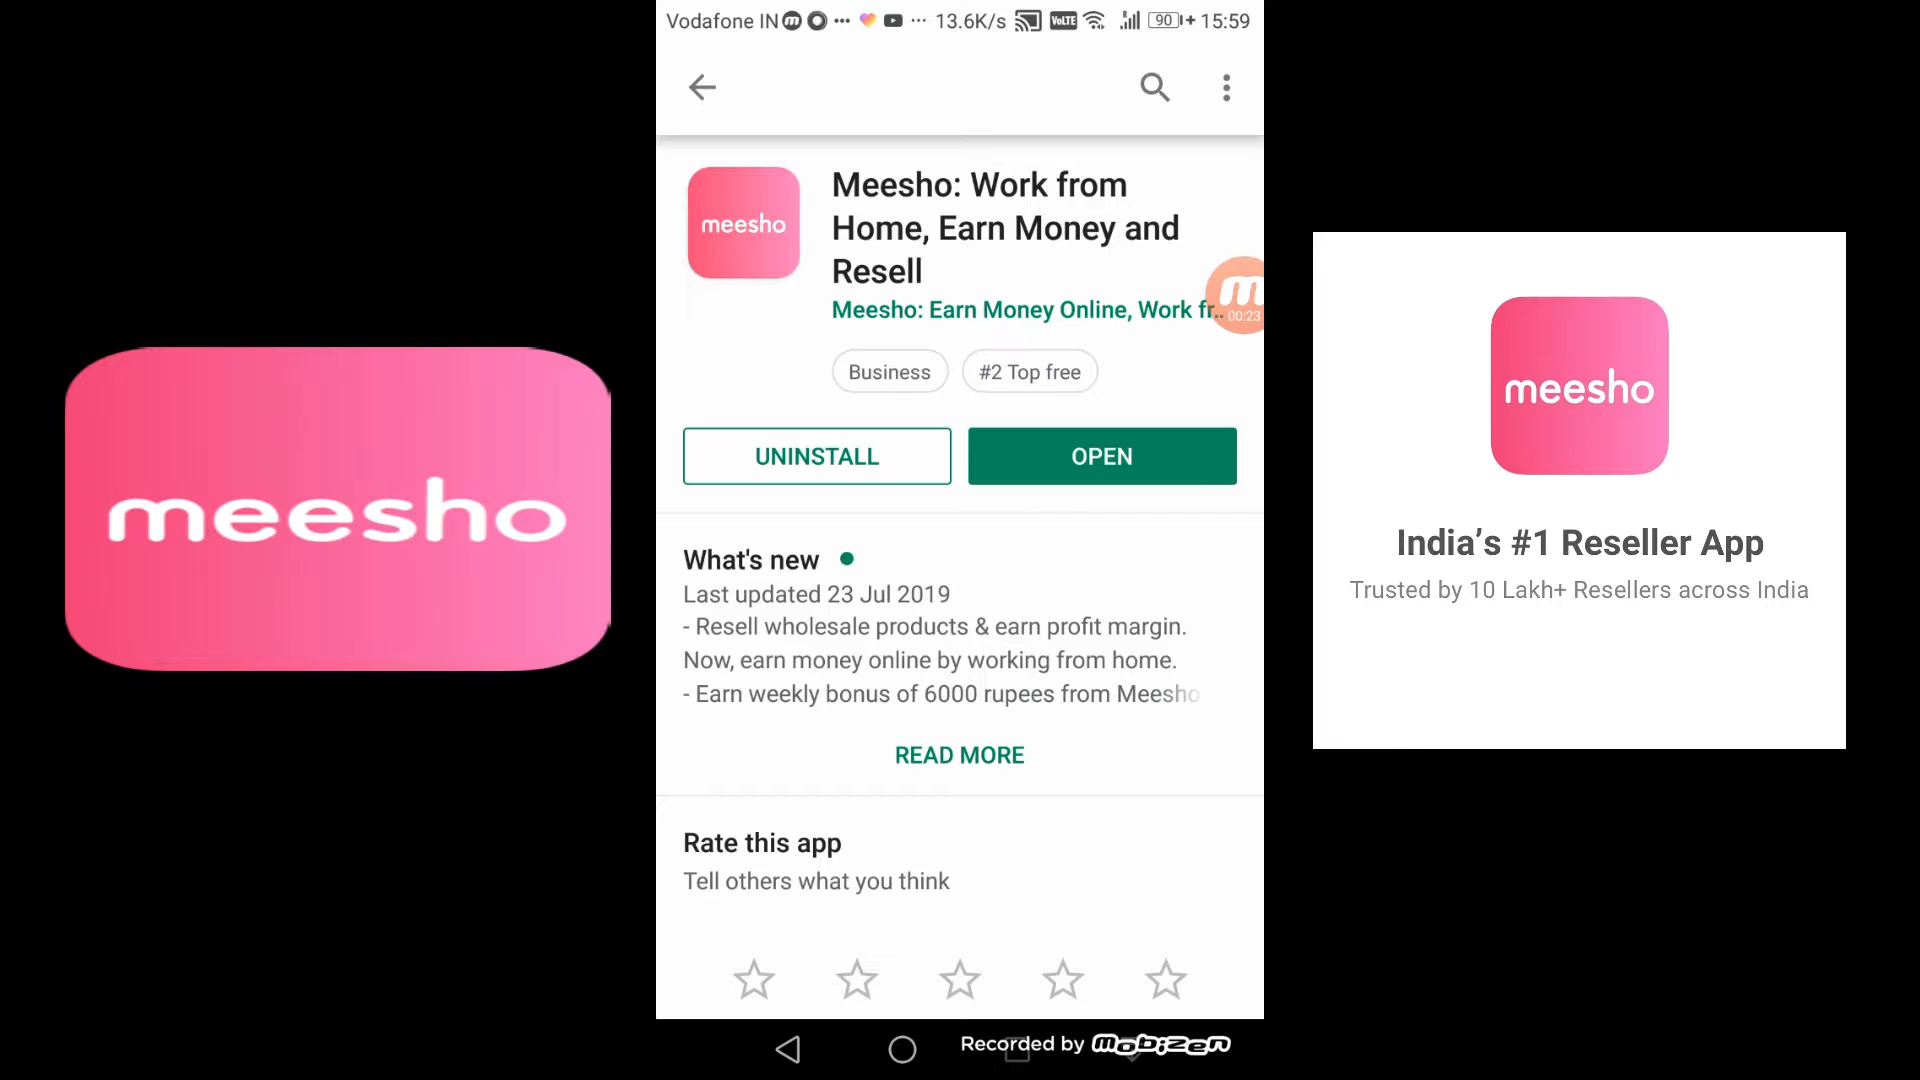 Vodafone IN
13.6K/s
VoLTE
90
15:59
meesho
Meesho: Work from
Home, Earn Money and
Resell
Meesho: Earn Money Online, Work fr..
00:23
Business
#2 Top free
UNINSTALL
OPEN
What's new
Last updated 23 Jul 2019
- Resell wholesale products & earn profit margin.
Now, earn money online by working from home.
- Earn weekly bonus of 6000 rupees from Meesho
READ MORE
Rate this app
Tell others what you think
Recorded by Mobizen
meesho
meesho
India’s #1 Reseller App
Trusted by 10 Lakh+ Resellers across India